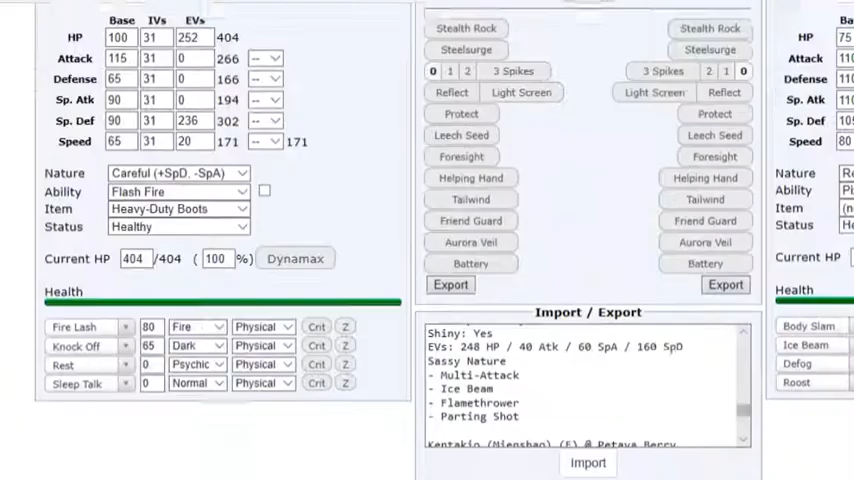 Base IVs EVs
HP 100 31 252 404
Attack 115 31 0 266 --
Defense 65 31 0 166 --
Sp. Atk 90 31 0 194 --
Sp. Def 90 31 236 302 --
Speed 65 31 20 171 -- 171
Nature Careful (+SpD, -SpA)
Ability Flash Fire
Item Heavy-Duty Boots
Status Healthy
Current HP 404 /404 ( 100 %) Dynamax
Health
Fire Lash 80 Fire Physical Crit Z
Knock Off 65 Dark Physical Crit Z
Rest 0 Psychic Physical Crit Z
Sleep Talk 0 Normal Physical Crit Z
Stealth Rock Stealth Rock
Steelsurge Steelsurge
0 1 2 3 Spikes 3 Spikes 2 1 0
Reflect Light Screen Light Screen Reflect
Protect Protect
Leech Seed Leech Seed
Foresight Foresight
Helping Hand Helping Hand
Tailwind Tailwind
Friend Guard Friend Guard
Aurora Veil Aurora Veil
Battery Battery
Export Export
Import / Export
Shiny: Yes
EVs: 248 HP / 40 Atk / 60 SpA / 160 SpD
Sassy Nature
- Multi-Attack
- Ice Beam
- Flamethrower
- Parting Shot
Kentakio (Mienshao) (F) @ Petaya Berry
Import
HP 75
Attack
Defense
Sp. Atk
Sp. Def
Speed 80
Nature
Ability
Item
Status
Current HP
Health
Body Slam
Ice Beam
Defog
Roost